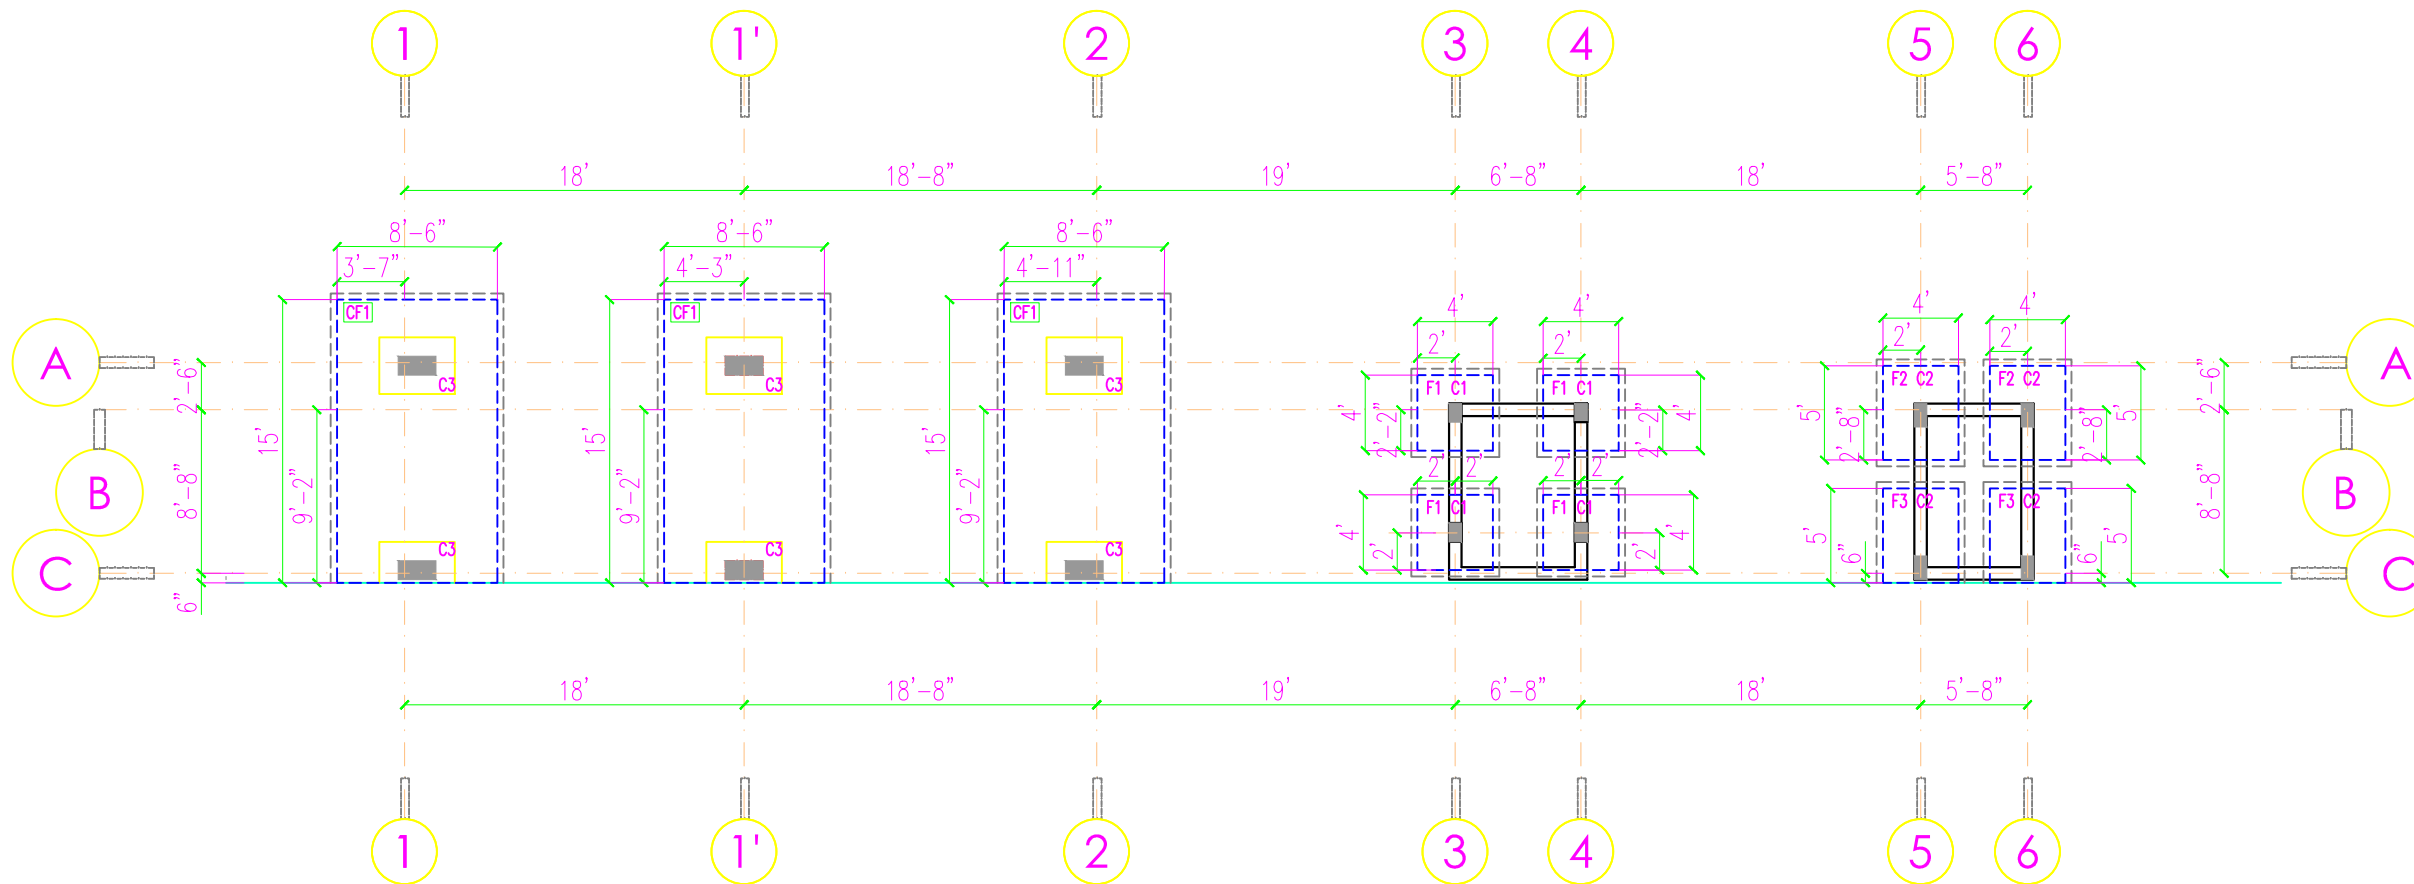 1 1' 2 3 4 5 6
18' 18'-8" 19' 6'-8" 18' 5'-8"
8'-6" 8'-6" 8'-6"
3'-7" 4'-3" 4'-11"
4' 4' 4' 4'
2' 2' 2' 2'
CF1 CF1 CF1
A A
2'-6" 2'-6"
C3 C3 C3
F1 C1 F1 C1 F2 C2 F2 C2
4' 4' 5' 5'
2'-2" 2'-2" 2'-8" 2'-8"
15' 15' 15'
2' 2' 2' 2'
B B
8'-8" 8'-8"
9'-2" 9'-2" 9'-2"
F1 C1 F1 C1 F3 C2 F3 C2
4' 4' 5' 5'
C3 C3 C3
2' 2' 6" 6"
C C
6"
18' 18'-8" 19' 6'-8" 18' 5'-8"
1 1' 2 3 4 5 6